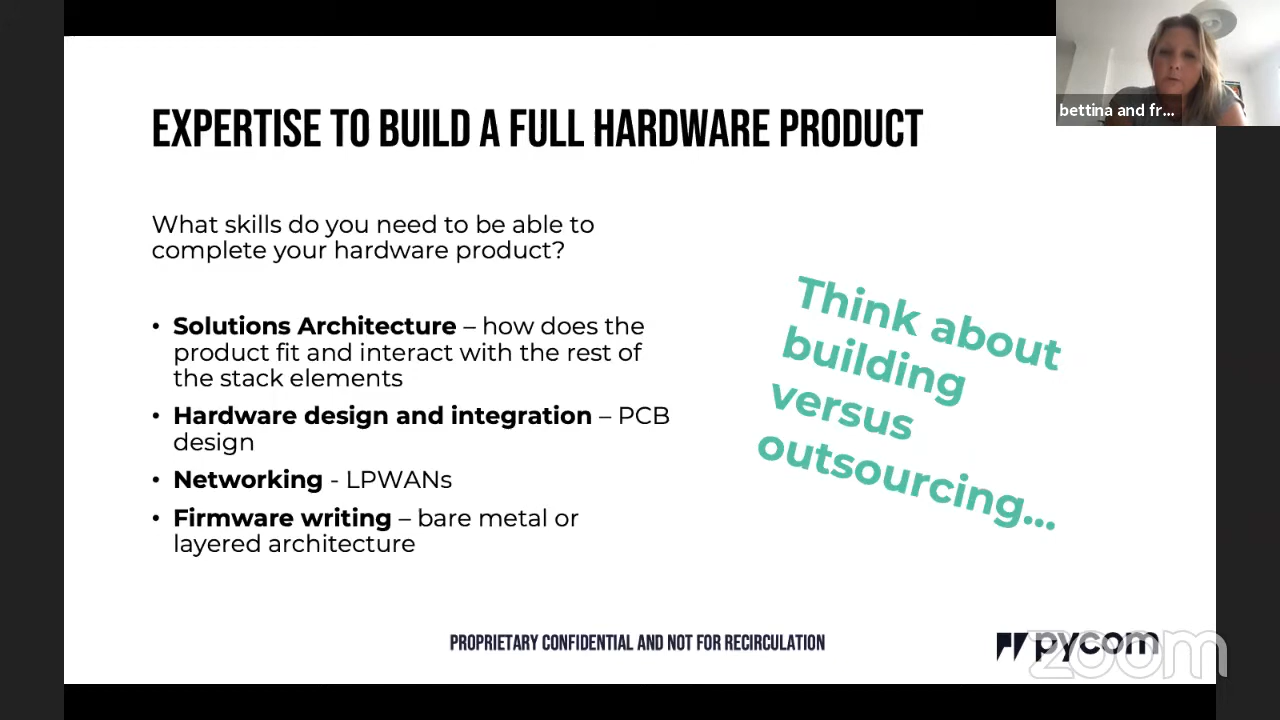 EXPERTISE TO BUILD A FULL HARDWARE PRODUCT
bettina and fr...
What skills do you need to be able to
complete your hardware product?
• Solutions Architecture – how does the
product fit and interact with the rest of
the stack elements
• Hardware design and integration – PCB
design
• Networking - LPWANs
• Firmware writing – bare metal or
layered architecture
Think about
building
versus
outsourcing...
PROPRIETARY CONFIDENTIAL AND NOT FOR RECIRCULATION
pycom
zoom